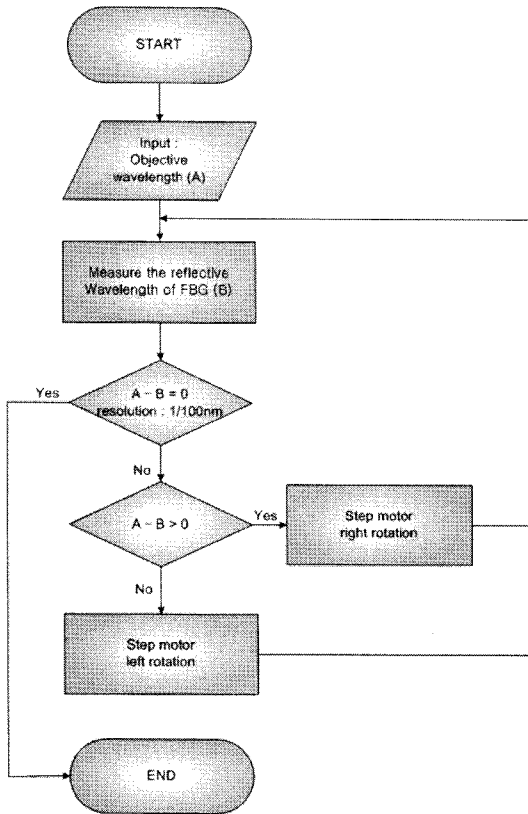 START
Input :
Objective
wavelength (A)
Measure the reflective
Wavelength of FBG (B)
Yes
A − B = 0
resolution : 1/100nm
No
A − B > 0
Yes
Step motor
right rotation
No
Step motor
left rotation
END